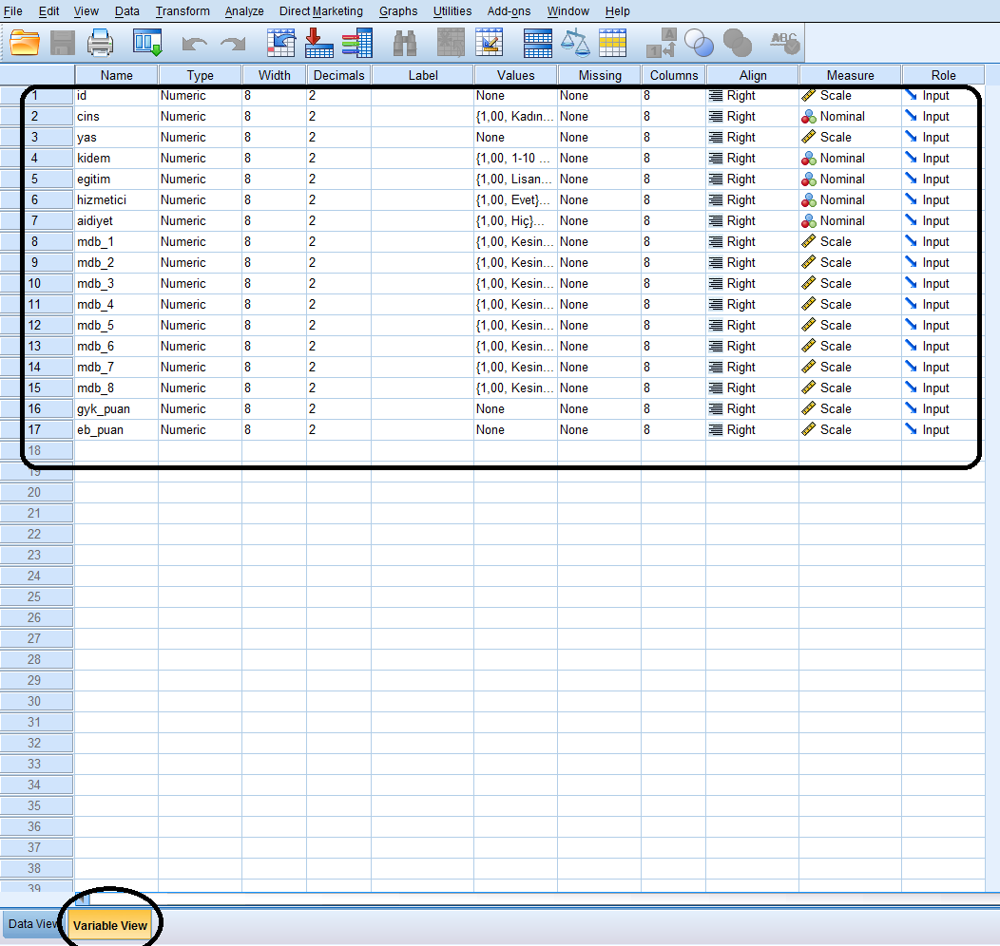 File Edit View Data Transform Analyze Direct Marketing Graphs Utilities Add-ons Window Help
A 1 ABC
Name Type Width Decimals Label Values Missing Columns Align Measure Role
1 id Numeric 8 2 None None 8 Right Scale Input
2 cins Numeric 8 2 {1,00, Kadın... None 8 Right Nominal Input
3 yas Numeric 8 2 None None 8 Right Scale Input
4 kidem Numeric 8 2 {1,00, 1-10 ... None 8 Right Nominal Input
5 egitim Numeric 8 2 {1,00, Lisan... None 8 Right Nominal Input
6 hizmetici Numeric 8 2 {1,00, Evet}... None 8 Right Nominal Input
7 aidiyet Numeric 8 2 {1,00, Hiç}... None 8 Right Nominal Input
8 mdb_1 Numeric 8 2 {1,00, Kesin... None 8 Right Scale Input
9 mdb_2 Numeric 8 2 {1,00, Kesin... None 8 Right Scale Input
10 mdb_3 Numeric 8 2 {1,00, Kesin... None 8 Right Scale Input
11 mdb_4 Numeric 8 2 {1,00, Kesin... None 8 Right Scale Input
12 mdb_5 Numeric 8 2 {1,00, Kesin... None 8 Right Scale Input
13 mdb_6 Numeric 8 2 {1,00, Kesin... None 8 Right Scale Input
14 mdb_7 Numeric 8 2 {1,00, Kesin... None 8 Right Scale Input
15 mdb_8 Numeric 8 2 {1,00, Kesin... None 8 Right Scale Input
16 gyk_puan Numeric 8 2 None None 8 Right Scale Input
17 eb_puan Numeric 8 2 None None 8 Right Scale Input
18
19
20
21
22
23
24
25
26
27
28
29
30
31
32
33
34
35
36
37
38
39
Data View Variable View